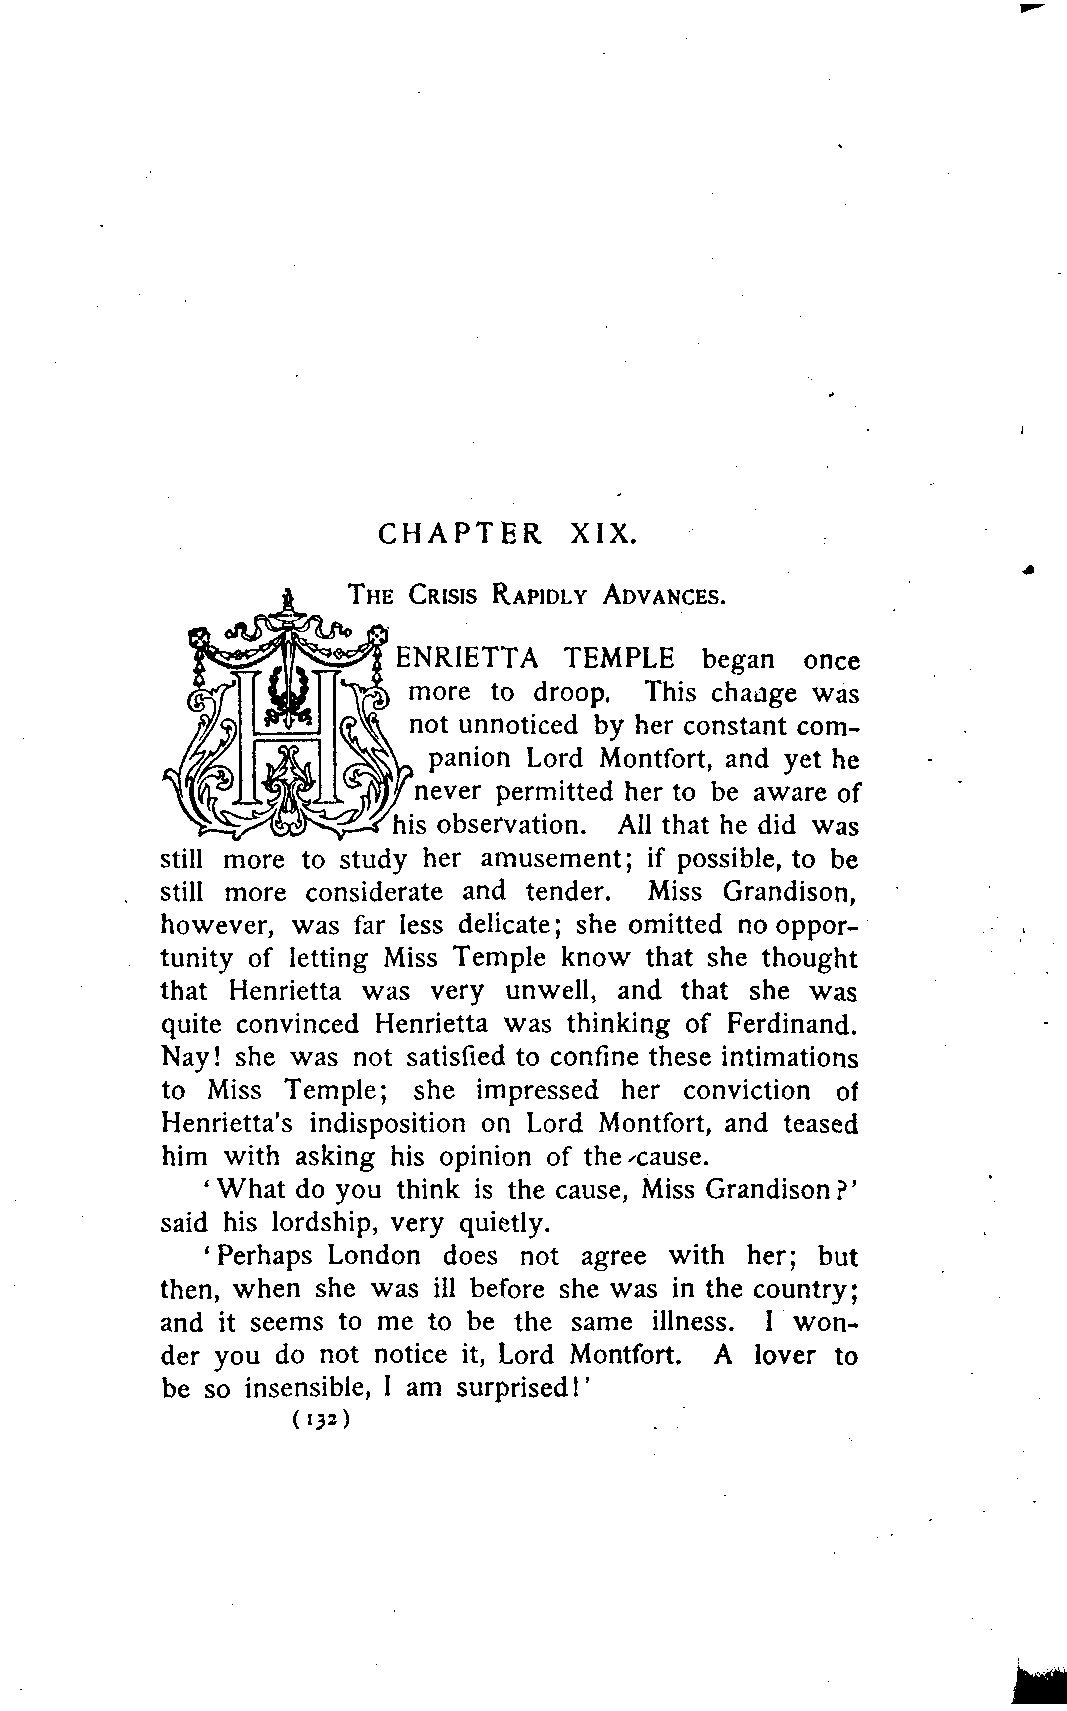 CHAPTER XIX.
THE CRISIS RAPIDLY ADVANCES.
HENRIETTA TEMPLE began once
more to droop. This change was
not unnoticed by her constant com-
panion Lord Montfort, and yet he
never permitted her to be aware of
his observation. All that he did was
still more to study her amusement; if possible, to be
still more considerate and tender. Miss Grandison,
however, was far less delicate; she omitted no oppor-
tunity of letting Miss Temple know that she thought
that Henrietta was very unwell, and that she was
quite convinced Henrietta was thinking of Ferdinand.
Nay! she was not satisfied to confine these intimations
to Miss Temple; she impressed her conviction of
Henrietta's indisposition on Lord Montfort, and teased
him with asking his opinion of the cause.
'What do you think is the cause, Miss Grandison?'
said his lordship, very quietly.
'Perhaps London does not agree with her; but
then, when she was ill before she was in the country;
and it seems to me to be the same illness. I won-
der you do not notice it, Lord Montfort. A lover to
be so insensible, I am surprised!'
(132)